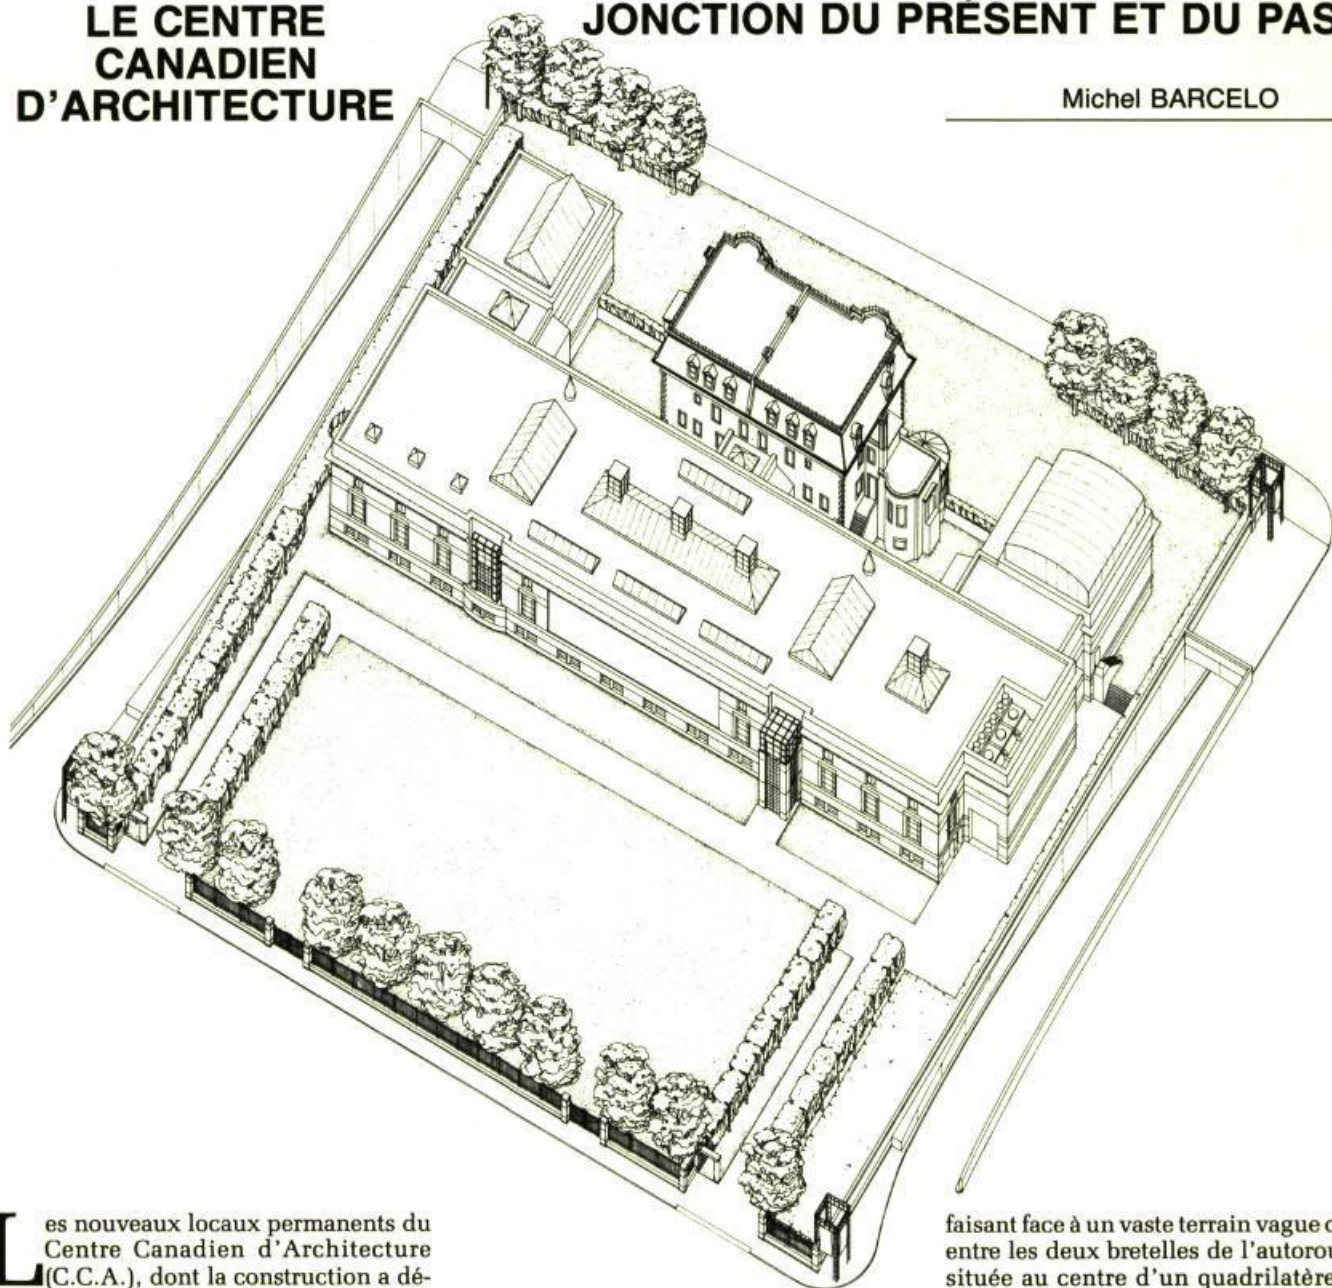 LE CENTRE
CANADIEN
D'ARCHITECTURE
JONCTION DU PRÉSENT ET DU PAS
Michel BARCELO
Les nouveaux locaux permanents du
Centre Canadien d'Architecture
(C.C.A.), dont la construction a dé-
faisant face à un vaste terrain vague
entre les deux bretelles de l'autorou
située au centre d'un quadrilatère